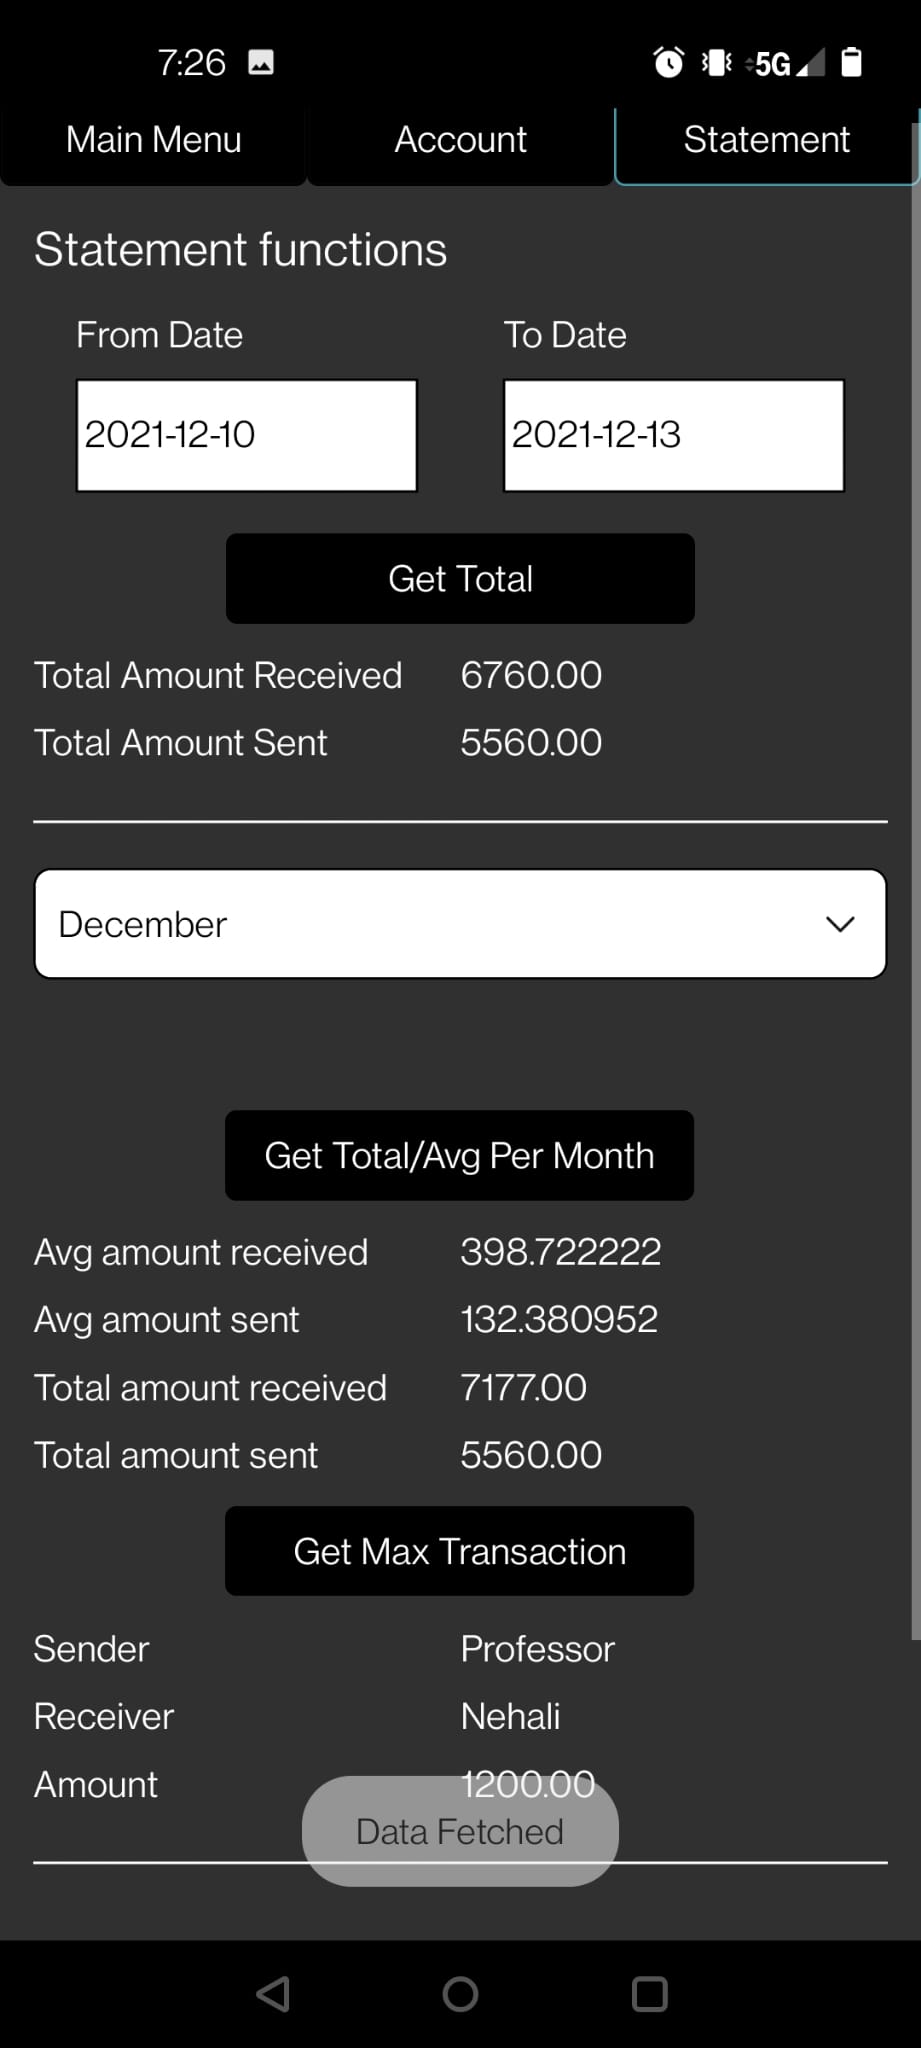 7:26 5G
Main Menu Account Statement
Statement functions
From Date To Date
2021-12-10 2021-12-13
Get Total
Total Amount Received 6760.00
Total Amount Sent 5560.00
December
Get Total/Avg Per Month
Avg amount received 398.722222
Avg amount sent 132.380952
Total amount received 7177.00
Total amount sent 5560.00
Get Max Transaction
Sender Professor
Receiver Nehali
Amount 1200.00
Data Fetched